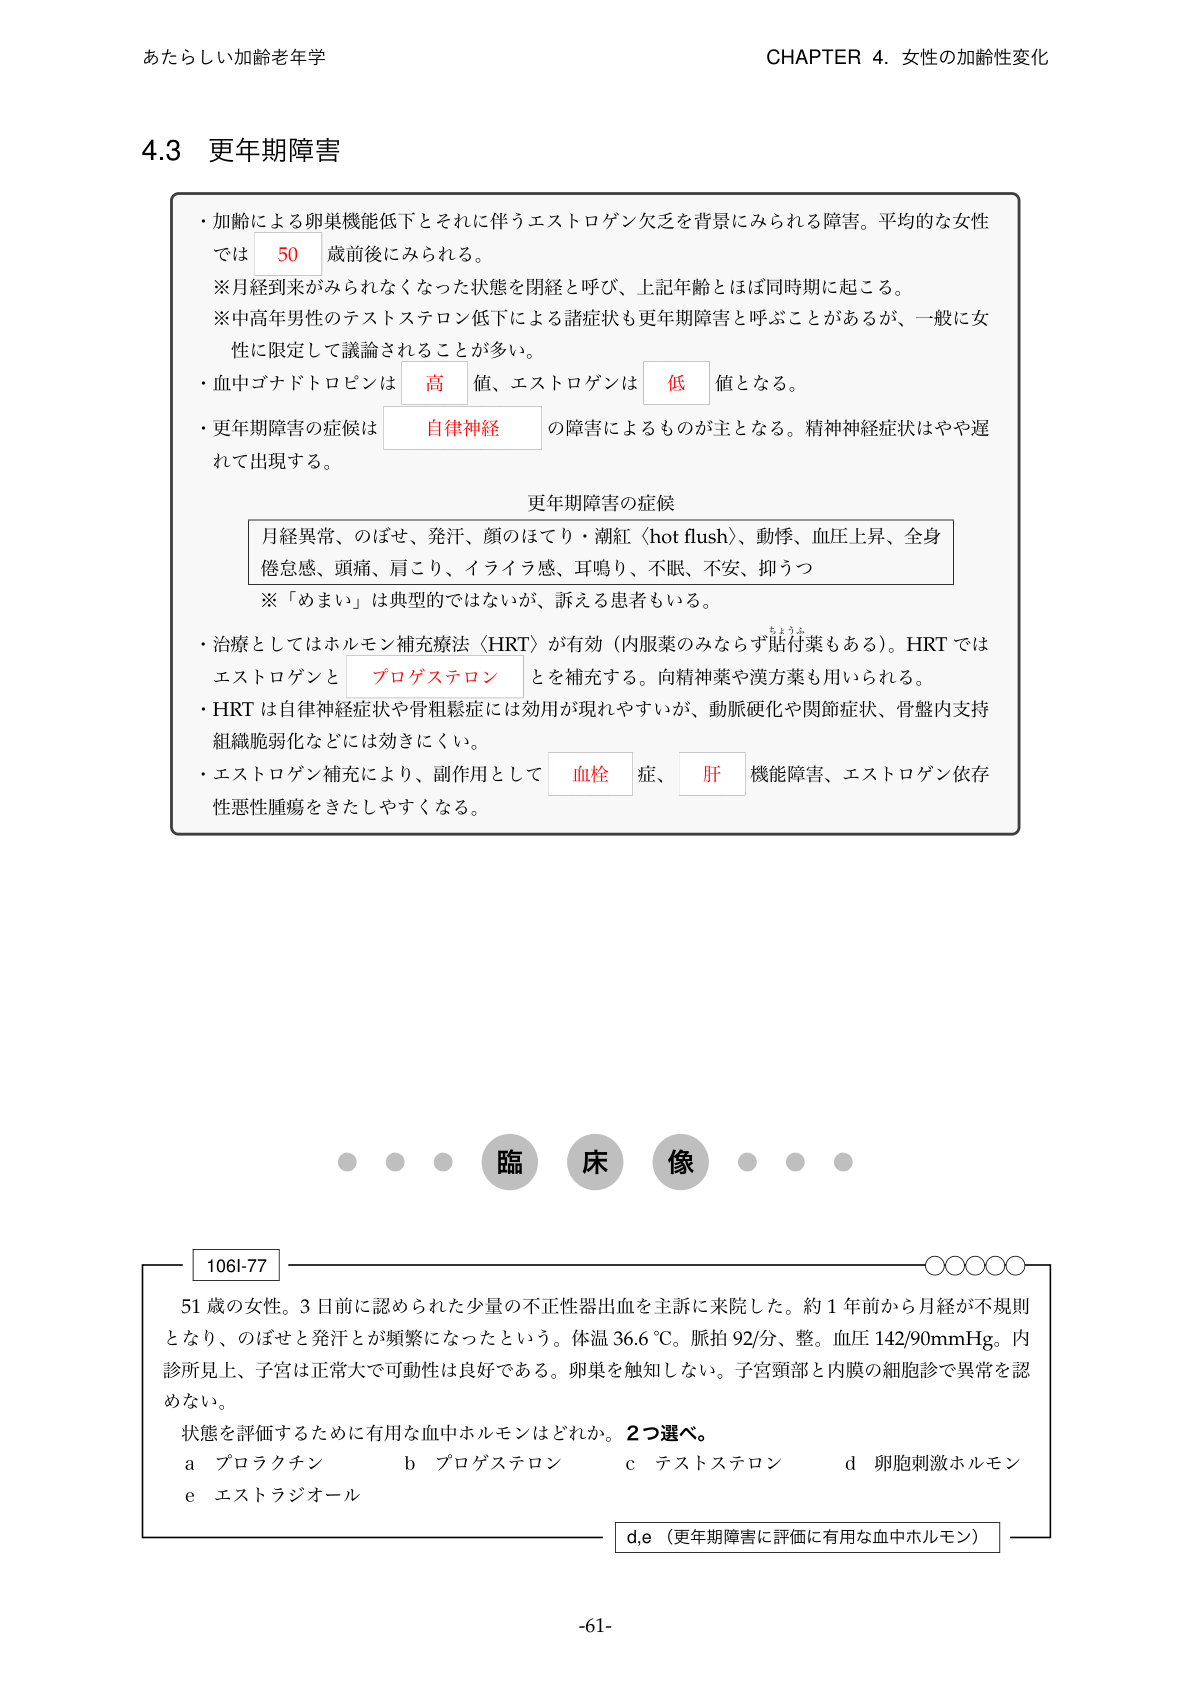 あたらしい加齢老年学
CHAPTER 4. 女性の加齢性変化
4.3 更年期障害
・加齢による卵巣機能低下とそれに伴うエストロゲン欠乏を背景にみられる障害。平均的な女性
では 50 歳前後にみられる。
※月経到来がみられなくなった状態を閉経と呼び、上記年齢とほぼ同時期に起こる。
※中高年男性のテストステロン低下による諸症状も更年期障害と呼ぶことがあるが、一般に女
性に限定して議論されることが多い。
・血中ゴナドトロピンは 高 値、エストロゲンは 低 値となる。
・更年期障害の症候は 自律神経 の障害によるものが主となる。精神神経症状はやや遅
れて出現する。
更年期障害の症候
月経異常、のぼせ、発汗、顔のほてり・潮紅〈hot flush〉、動悸、血圧上昇、全身
倦怠感、頭痛、肩こり、イライラ感、耳鳴り、不眠、不安、抑うつ
※「めまい」は典型的ではないが、訴える患者もいる。
ちょうふ
・治療としてはホルモン補充療法〈HRT〉が有効（内服薬のみならず貼付薬もある）。HRT では
エストロゲンと プロゲステロン とを補充する。向精神薬や漢方薬も用いられる。
・HRT は自律神経症状や骨粗鬆症には効用が現れやすいが、動脈硬化や関節症状、骨盤内支持
組織脆弱化などには効きにくい。
・エストロゲン補充により、副作用として 血栓 症、 肝 機能障害、エストロゲン依存
性悪性腫瘍をきたしやすくなる。
臨床像
106I-77
51 歳の女性。3 日前に認められた少量の不正性器出血を主訴に来院した。約 1 年前から月経が不規則
となり、のぼせと発汗とが頻繁になったという。体温 36.6 ℃。脈拍 92/分、整。血圧 142/90mmHg。内
診所見上、子宮は正常大で可動性は良好である。卵巣を触知しない。子宮頸部と内膜の細胞診で異常を認
めない。
状態を評価するために有用な血中ホルモンはどれか。2つ選べ。
a プロラクチン b プロゲステロン c テストステロン d 卵胞刺激ホルモン
e エストラジオール
d,e （更年期障害に評価に有用な血中ホルモン）
-61-